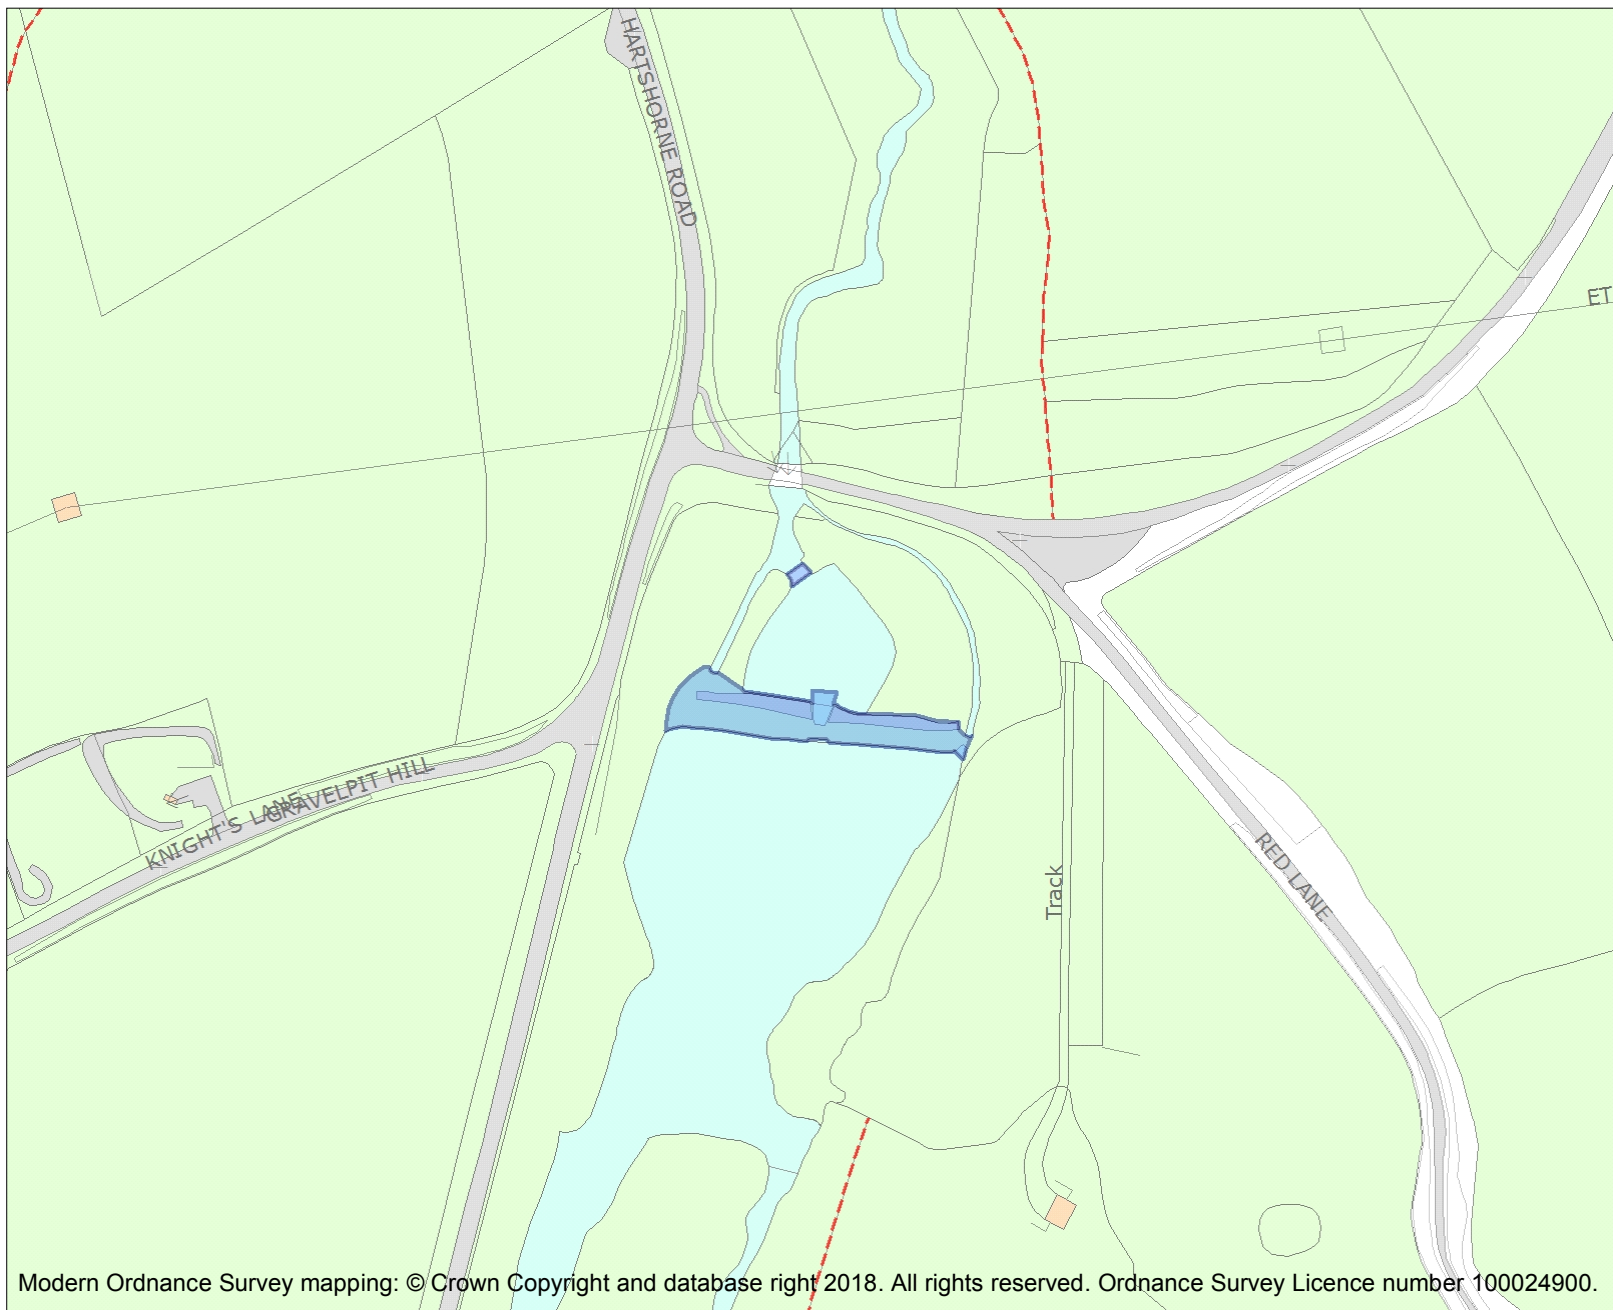 HARTSHORNE ROAD
ET
KNIGHT'S LANE
GRAVELPIT HILL
RED LANE
Track
Modern Ordnance Survey mapping: © Crown Copyright and database right 2018. All rights reserved. Ordnance Survey Licence number 100024900.